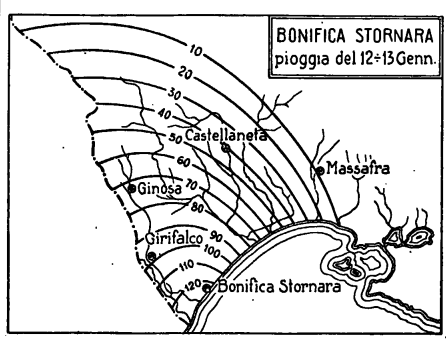 BONIFICA STORNARA
pioggia del 12÷13 Genn.
10
20
30
40
50
Castellaneta
60
Massafra
70
Ginosa
80
Girifalco
90
100
110
120
Bonifica Stornara